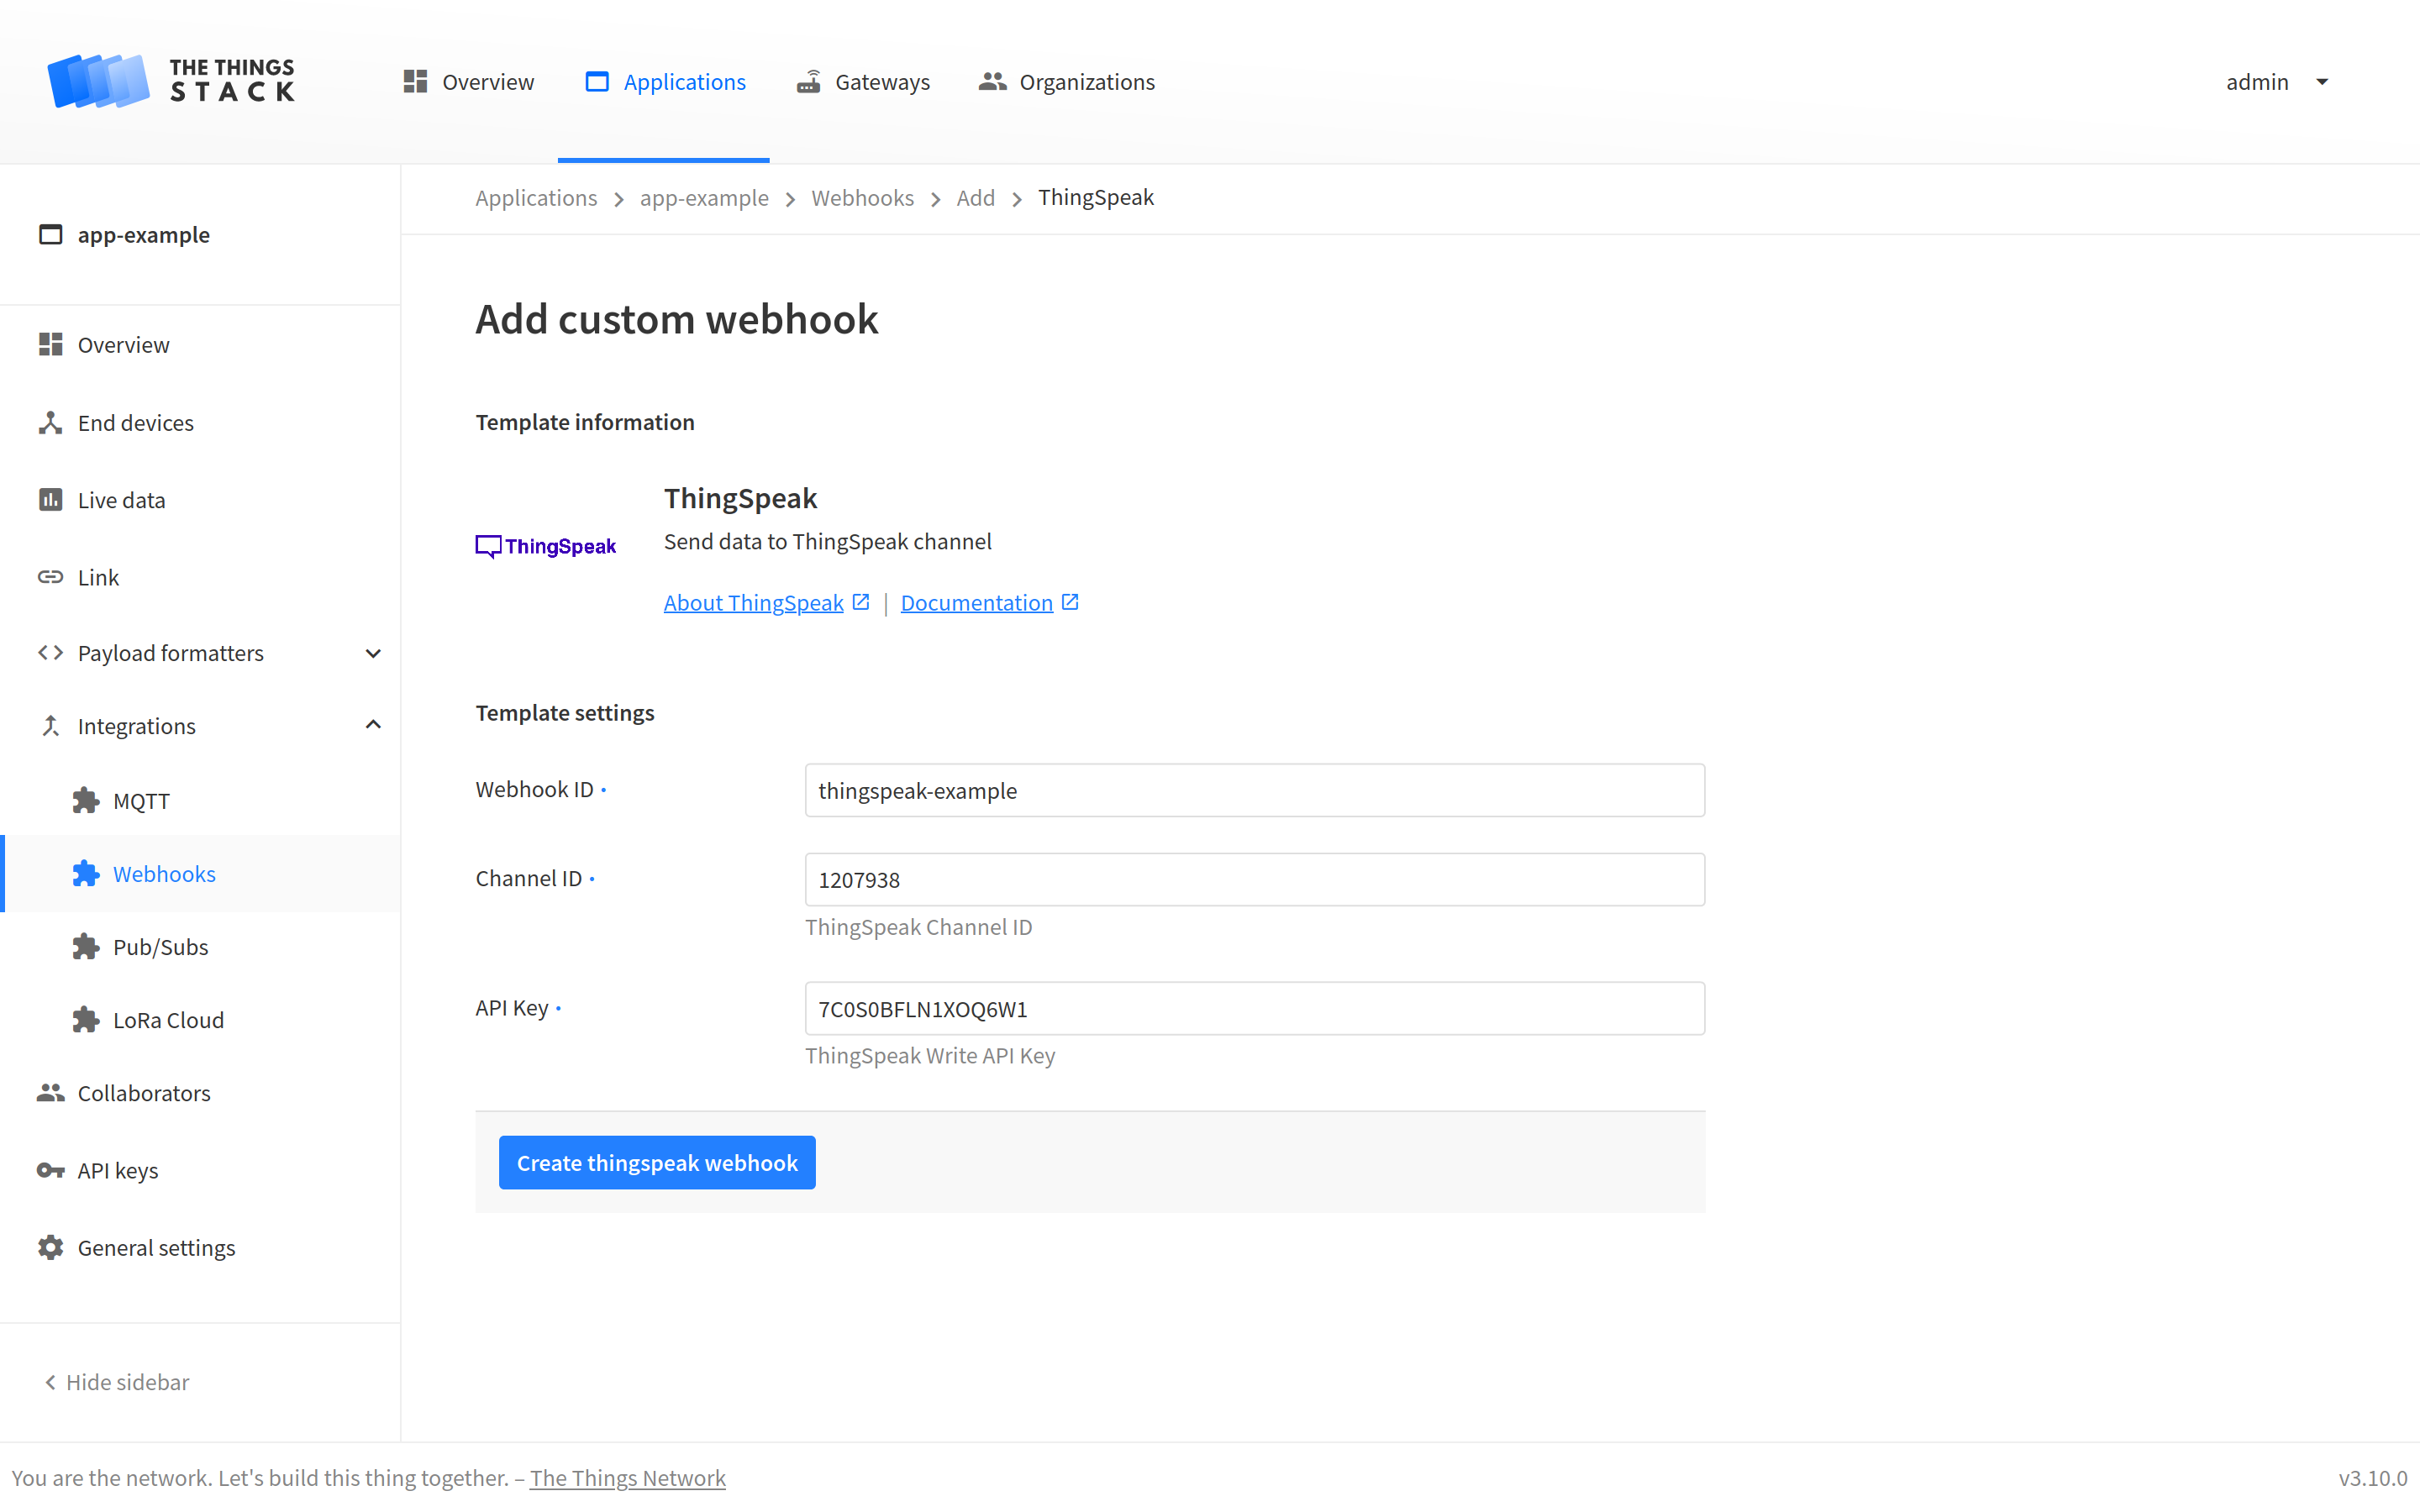 THE THINGS
STACK
Overview
Applications
Gateways
Organizations
admin
app-example
Applications
app-example
Webhooks
Add
ThingSpeak
Overview
End devices
Live data
Link
Payload formatters
Integrations
MQTT
Webhooks
Pub/Subs
LoRa Cloud
Collaborators
API keys
General settings
Hide sidebar
Add custom webhook
Template information
ThingSpeak
ThingSpeak
Send data to ThingSpeak channel
About ThingSpeak | Documentation
Template settings
Webhook ID •
thingspeak-example
Channel ID •
1207938
ThingSpeak Channel ID
API Key •
7C0S0BFLN1XOQ6W1
ThingSpeak Write API Key
Create thingspeak webhook
You are the network. Let's build this thing together. – The Things Network
v3.10.0